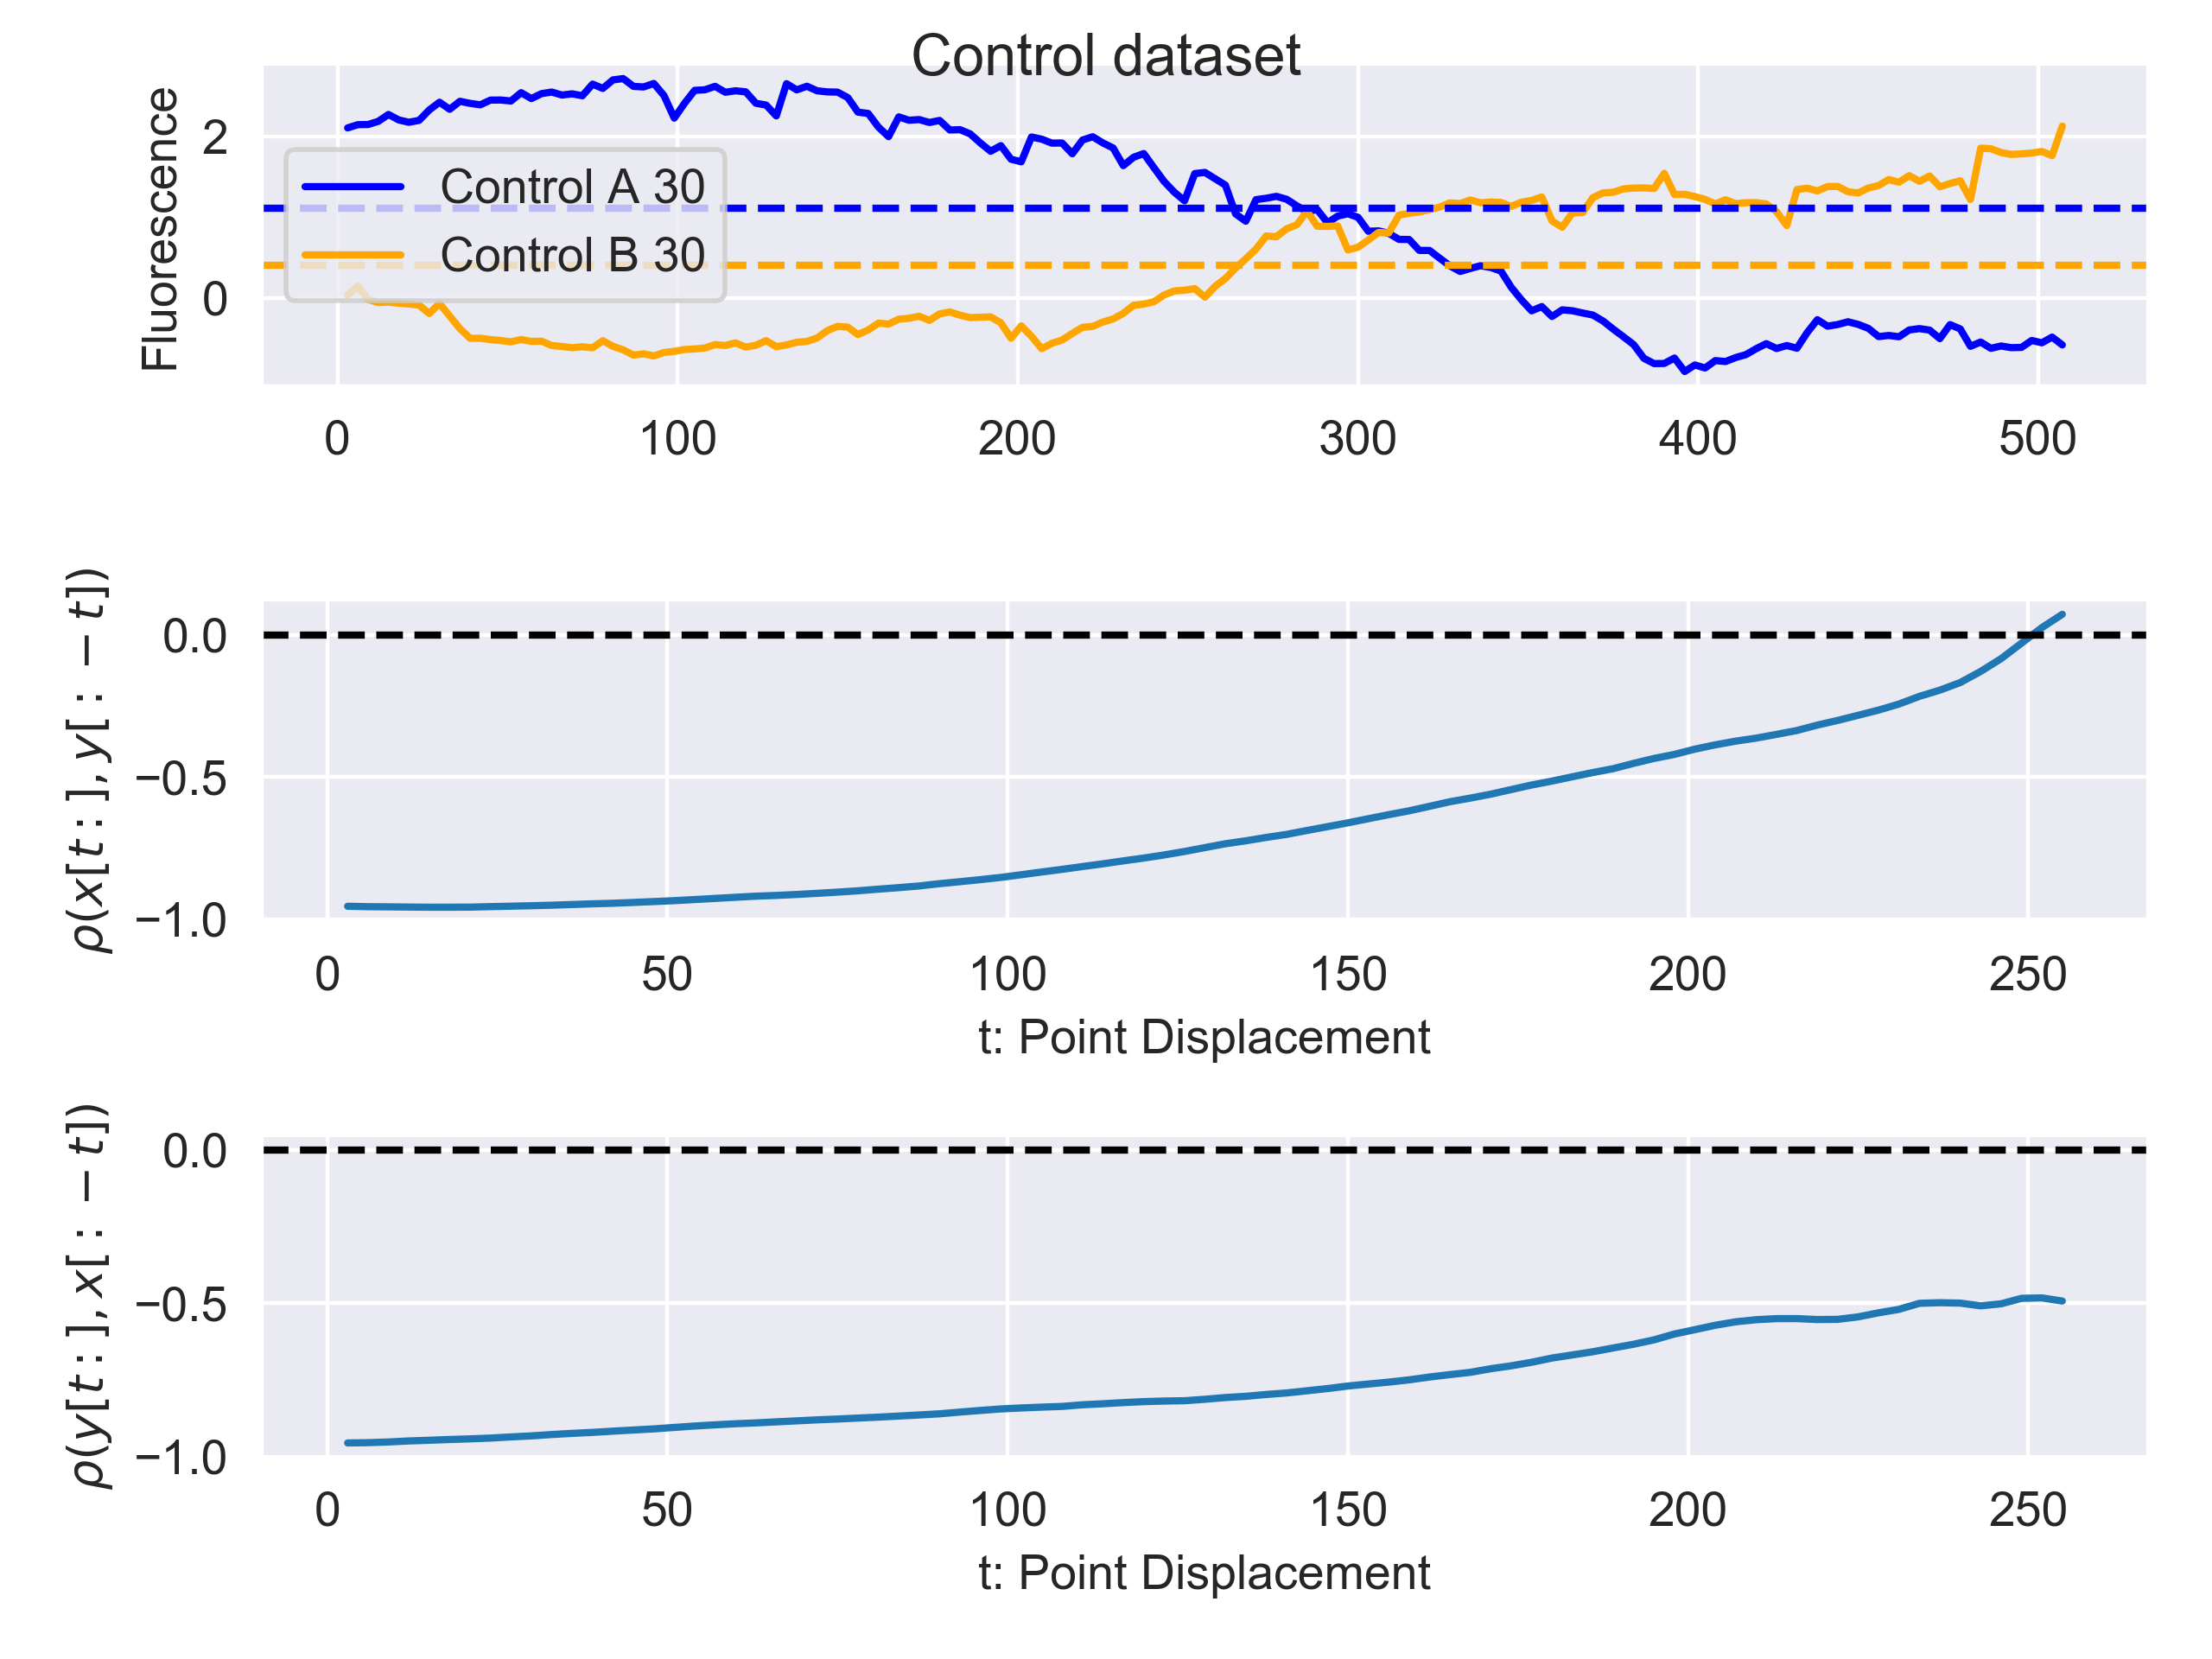 Control dataset
Fluorescence
2
0
Control A 30
Control B 30
0 100 200 300 400 500
ρ(x[t:], y[: − t])
0.0
−0.5
−1.0
0 50 100 150 200 250
t: Point Displacement
ρ(y[t:], x[: − t])
0.0
−0.5
−1.0
0 50 100 150 200 250
t: Point Displacement